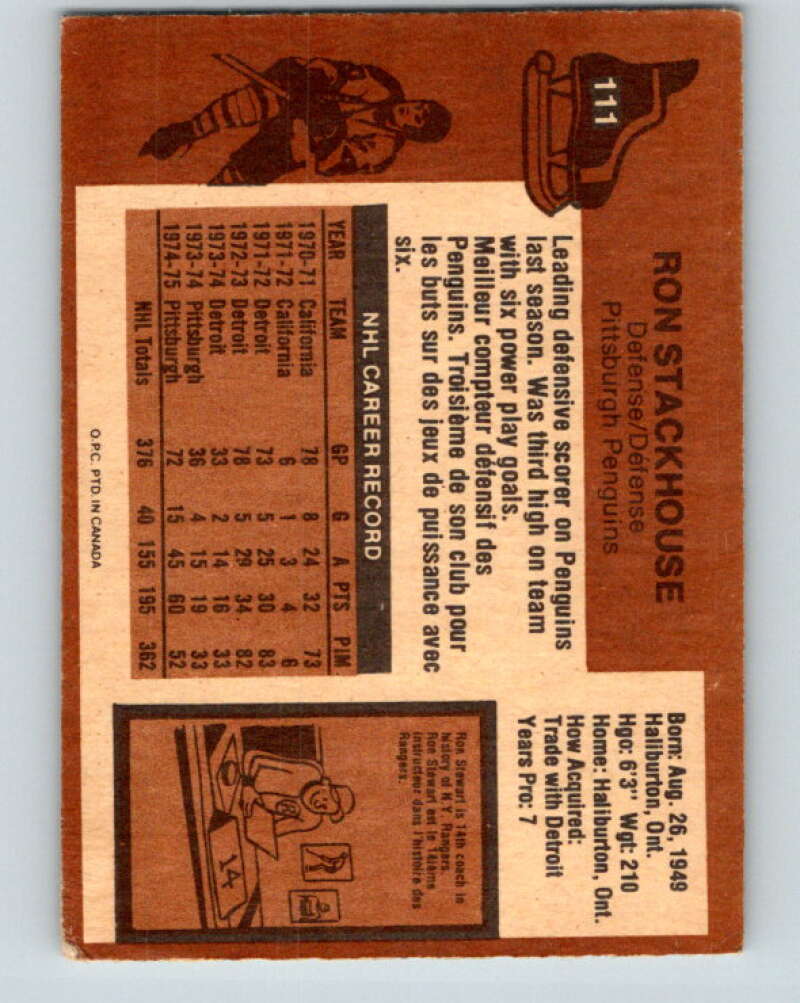 111
RON STACKHOUSE
Defense/Défense
Pittsburgh Penguins
Leading defensive scorer on Penguins
last season. Was third high on team
with six power play goals.
Meilleur compteur défensif des
Penguins. Troisième de son club pour
les buts sur des jeux de puissance avec
six.
NHL CAREER RECORD
YEAR TEAM GP G A PTS PIM
1970-71 California 78 8 24 32 73
1971-72 California 6 1 3 4 6
1971-72 Detroit 73 5 25 30 83
1972-73 Detroit 78 5 29 34 82
1973-74 Detroit 33 2 14 16 33
1973-74 Pittsburgh 36 4 15 19 33
1974-75 Pittsburgh 72 15 45 60 52
NHL Totals 376 40 155 195 362
O.P.C. PTD. IN CANADA
Born: Aug. 26, 1949
Haliburton, Ont.
Hgo: 6'3" Wgt: 210
Home: Haliburton, Ont.
How Acquired:
Trade with Detroit
Years Pro: 7
Ron Stewart is 14th coach in
history of N.Y. Rangers.
Ron Stewart est le 14ième
instructeur dans l'histoire des
Rangers.
14